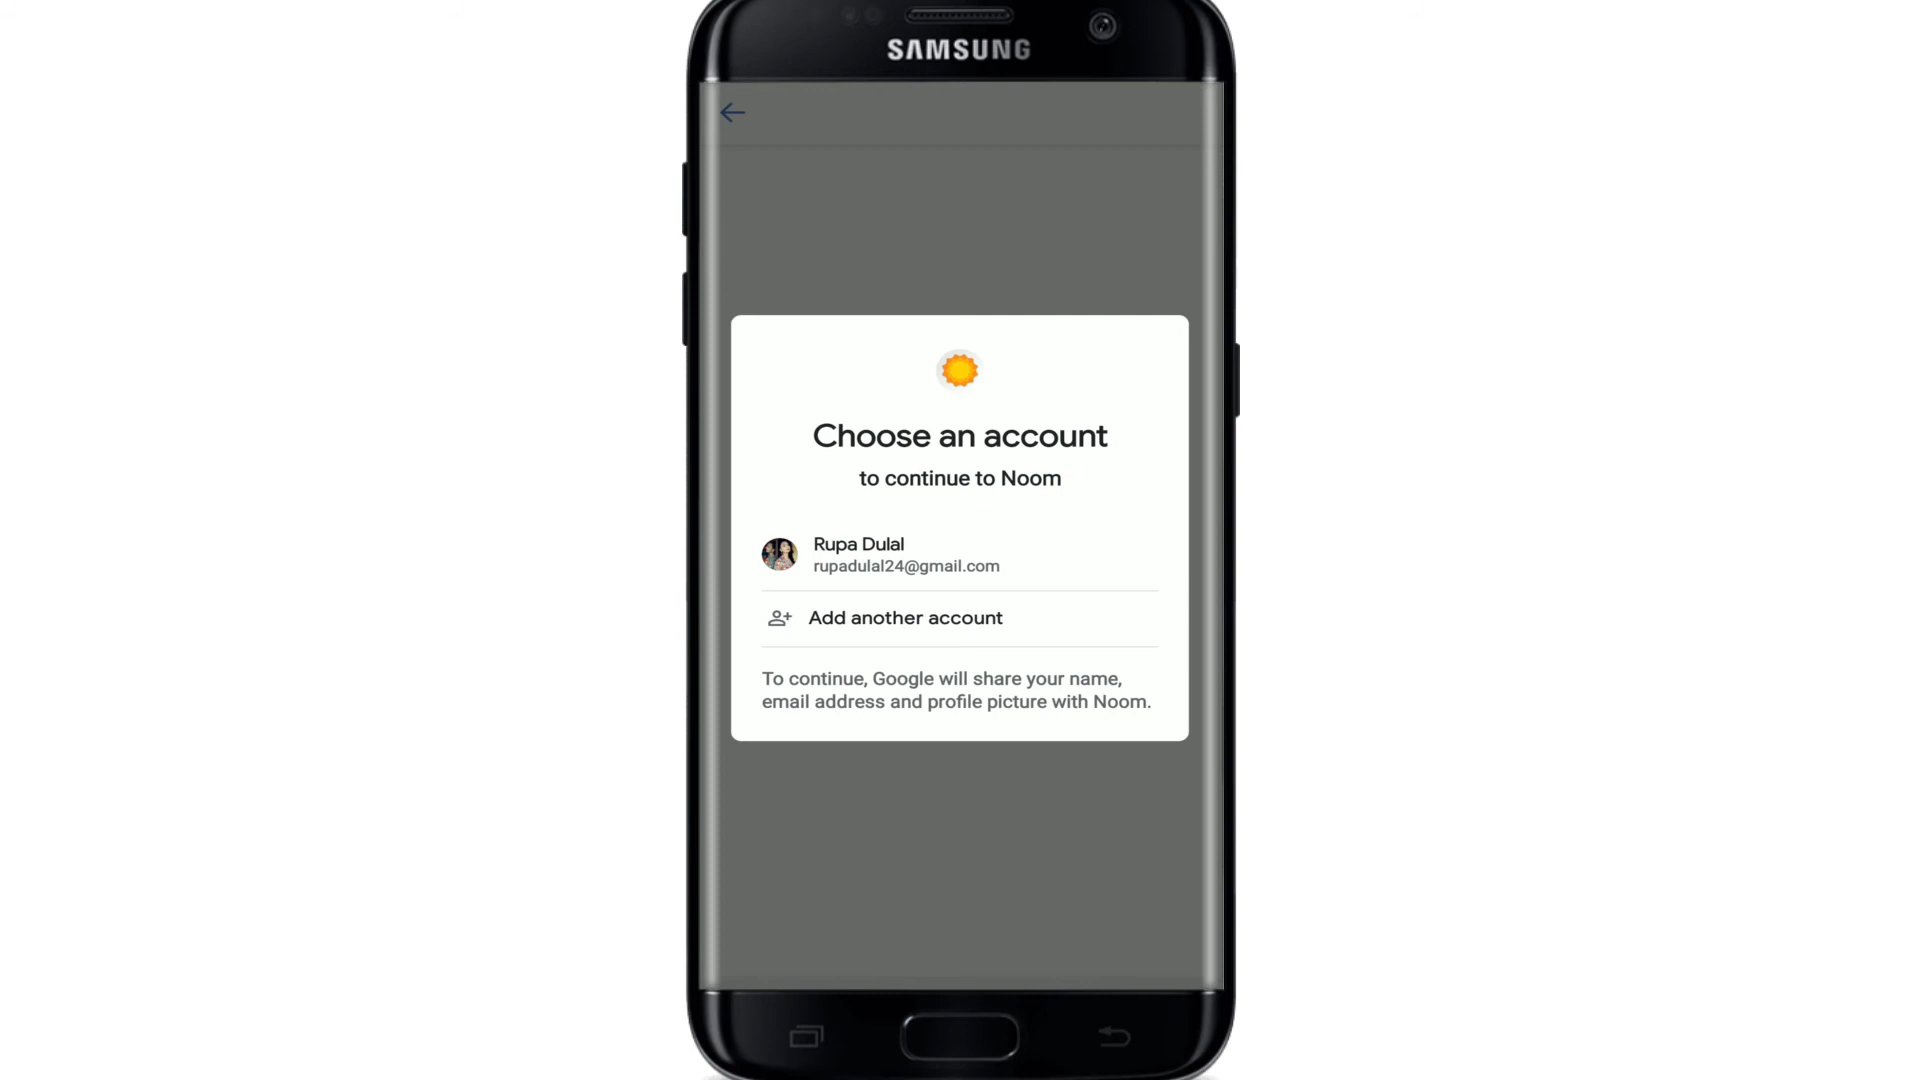 SAMSUNG
Choose an account
to continue to Noom
Rupa Dulal
rupadulal24@gmail.com
Add another account
To continue, Google will share your name,
email address and profile picture with Noom.